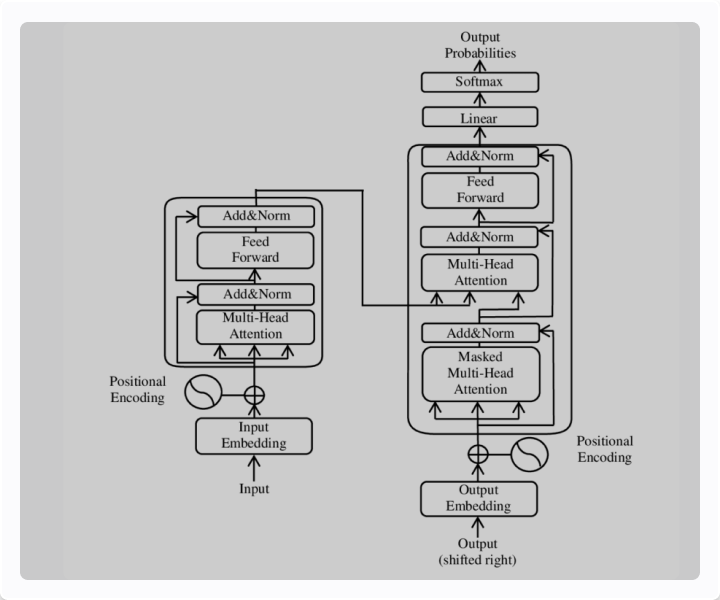 Output
Probabilities
Softmax
Linear
Add&Norm
Feed
Forward
Add&Norm
Multi-Head
Attention
Add&Norm
Masked
Multi-Head
Attention
Positional
Encoding
Output
Embedding
Output
(shifted right)
Add&Norm
Feed
Forward
Add&Norm
Multi-Head
Attention
Positional
Encoding
Input
Embedding
Input